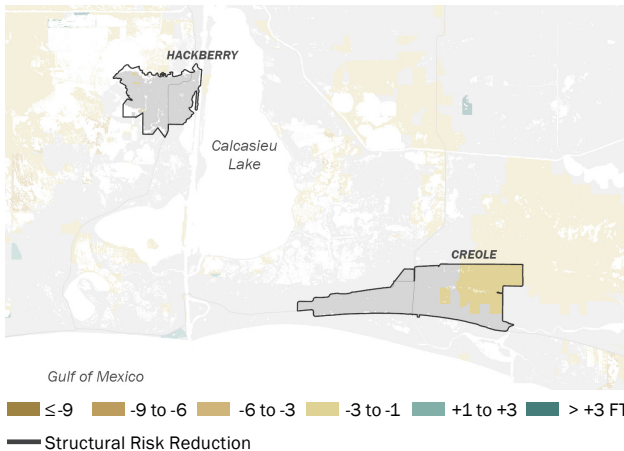 HACKBERRY
Calcasieu
Lake
CREOLE
Gulf of Mexico
≤ -9 -9 to -6 -6 to -3 -3 to -1 +1 to +3 > +3 FT
Structural Risk Reduction